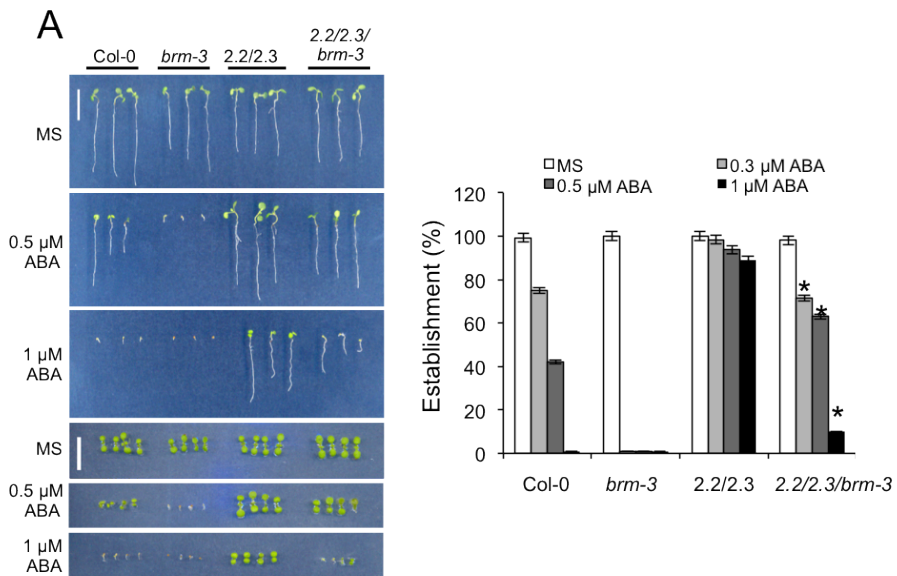 A
Col-0 brm-3 2.2/2.3 2.2/2.3/
brm-3
MS
0.5 µM
ABA
1 µM
ABA
MS
0.5 µM
ABA
1 µM
ABA
MS 0.3 µM ABA
0.5 µM ABA 1 µM ABA
Establishment (%)
120
100
80
60
40
20
0
* * *
Col-0 brm-3 2.2/2.3 2.2/2.3/brm-3